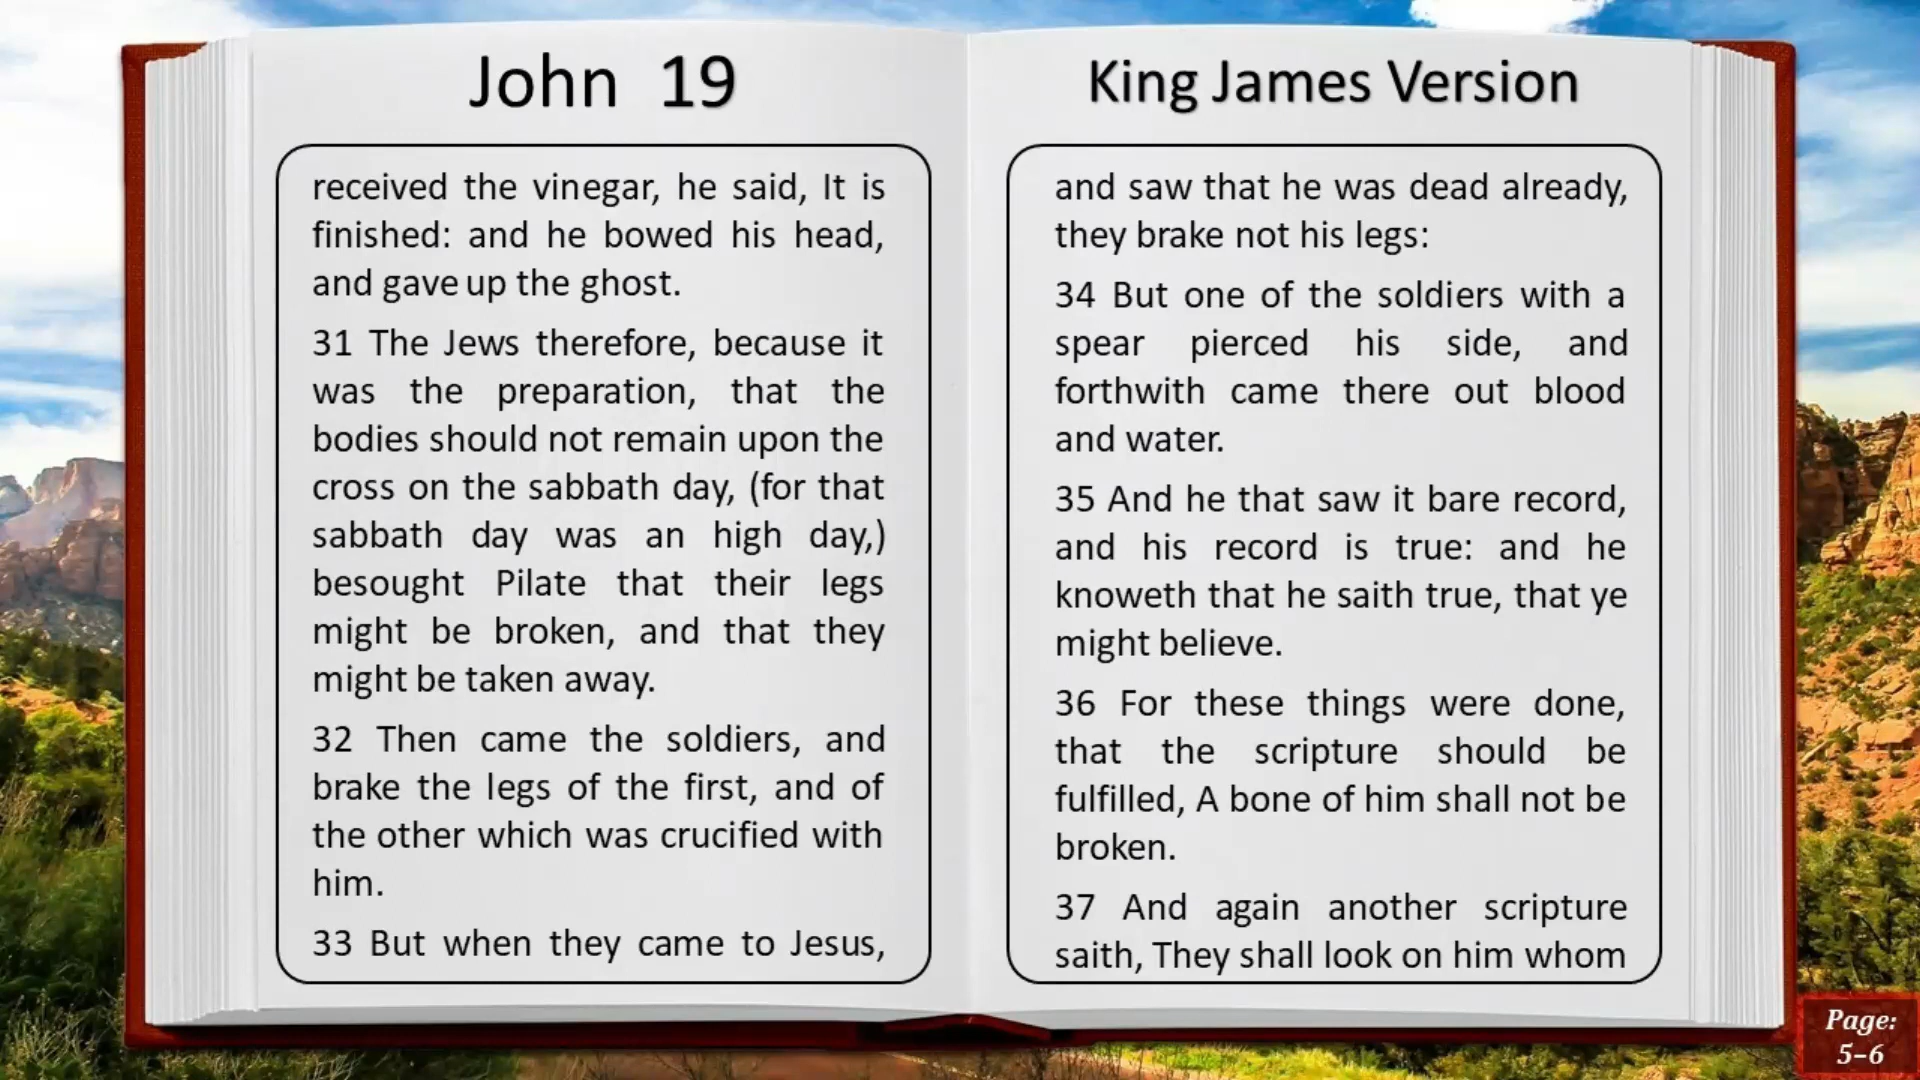 John 19
received the vinegar, he said, It is
finished: and he bowed his head,
and gave up the ghost.
31 The Jews therefore, because it
was the preparation, that the
bodies should not remain upon the
cross on the sabbath day, (for that
sabbath day was an high day,)
besought Pilate that their legs
might be broken, and that they
might be taken away.
32 Then came the soldiers, and
brake the legs of the first, and of
the other which was crucified with
him.
33 But when they came to Jesus,
King James Version
and saw that he was dead already,
they brake not his legs:
34 But one of the soldiers with a
spear pierced his side, and
forthwith came there out blood
and water.
35 And he that saw it bare record,
and his record is true: and he
knoweth that he saith true, that ye
might believe.
36 For these things were done,
that the scripture should be
fulfilled, A bone of him shall not be
broken.
37 And again another scripture
saith, They shall look on him whom
Page:
5-6